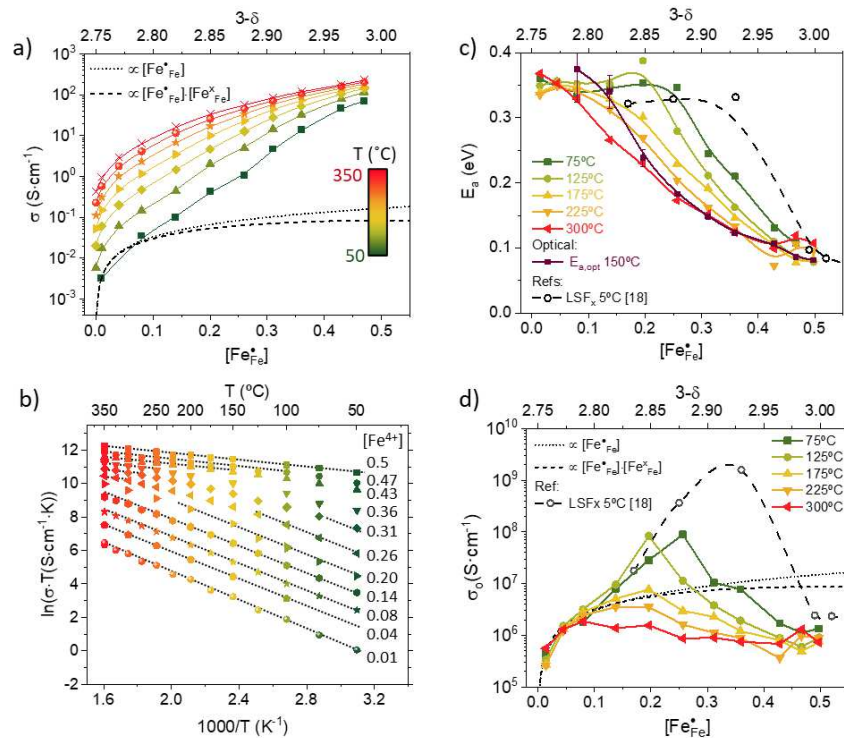 a)
3-δ
2.75 2.80 2.85 2.90 2.95 3.00
10³
10²
10¹
10⁰
10⁻¹
10⁻²
10⁻³
σ (S·cm⁻¹)
∝[Fe•Fe]
∝[Fe•Fe]·[FeˣFe]
T (˚C)
350
50
0.0 0.1 0.2 0.3 0.4 0.5
[Fe•Fe]
c)
3-δ
2.75 2.80 2.85 2.90 2.95 3.00
0.4
0.3
0.2
0.1
0.0
Eₐ (eV)
75ºC
125ºC
175ºC
225ºC
300ºC
Optical:
Eₐ,opt 150ºC
Refs:
LSFₓ 5ºC [18]
0.0 0.1 0.2 0.3 0.4 0.5
[Fe•Fe]
b)
T (ºC)
350 250 200 150 100 50
[Fe⁴⁺]
12
10
8
6
4
2
0
-2
ln(σ·T(S·cm⁻¹·K))
0.5
0.47
0.43
0.36
0.31
0.26
0.20
0.14
0.08
0.04
0.01
1.6 2.0 2.4 2.8 3.2
1000/T (K⁻¹)
d)
3-δ
2.75 2.80 2.85 2.90 2.95 3.00
10¹⁰
10⁹
10⁸
10⁷
10⁶
10⁵
σₒ(S·cm⁻¹)
∝ [Fe•Fe]
∝ [Fe•Fe]·[FeˣFe]
Ref:
LSFx 5ºC [18]
75ºC
125ºC
175ºC
225ºC
300ºC
0.0 0.1 0.2 0.3 0.4 0.5
[Fe•Fe]